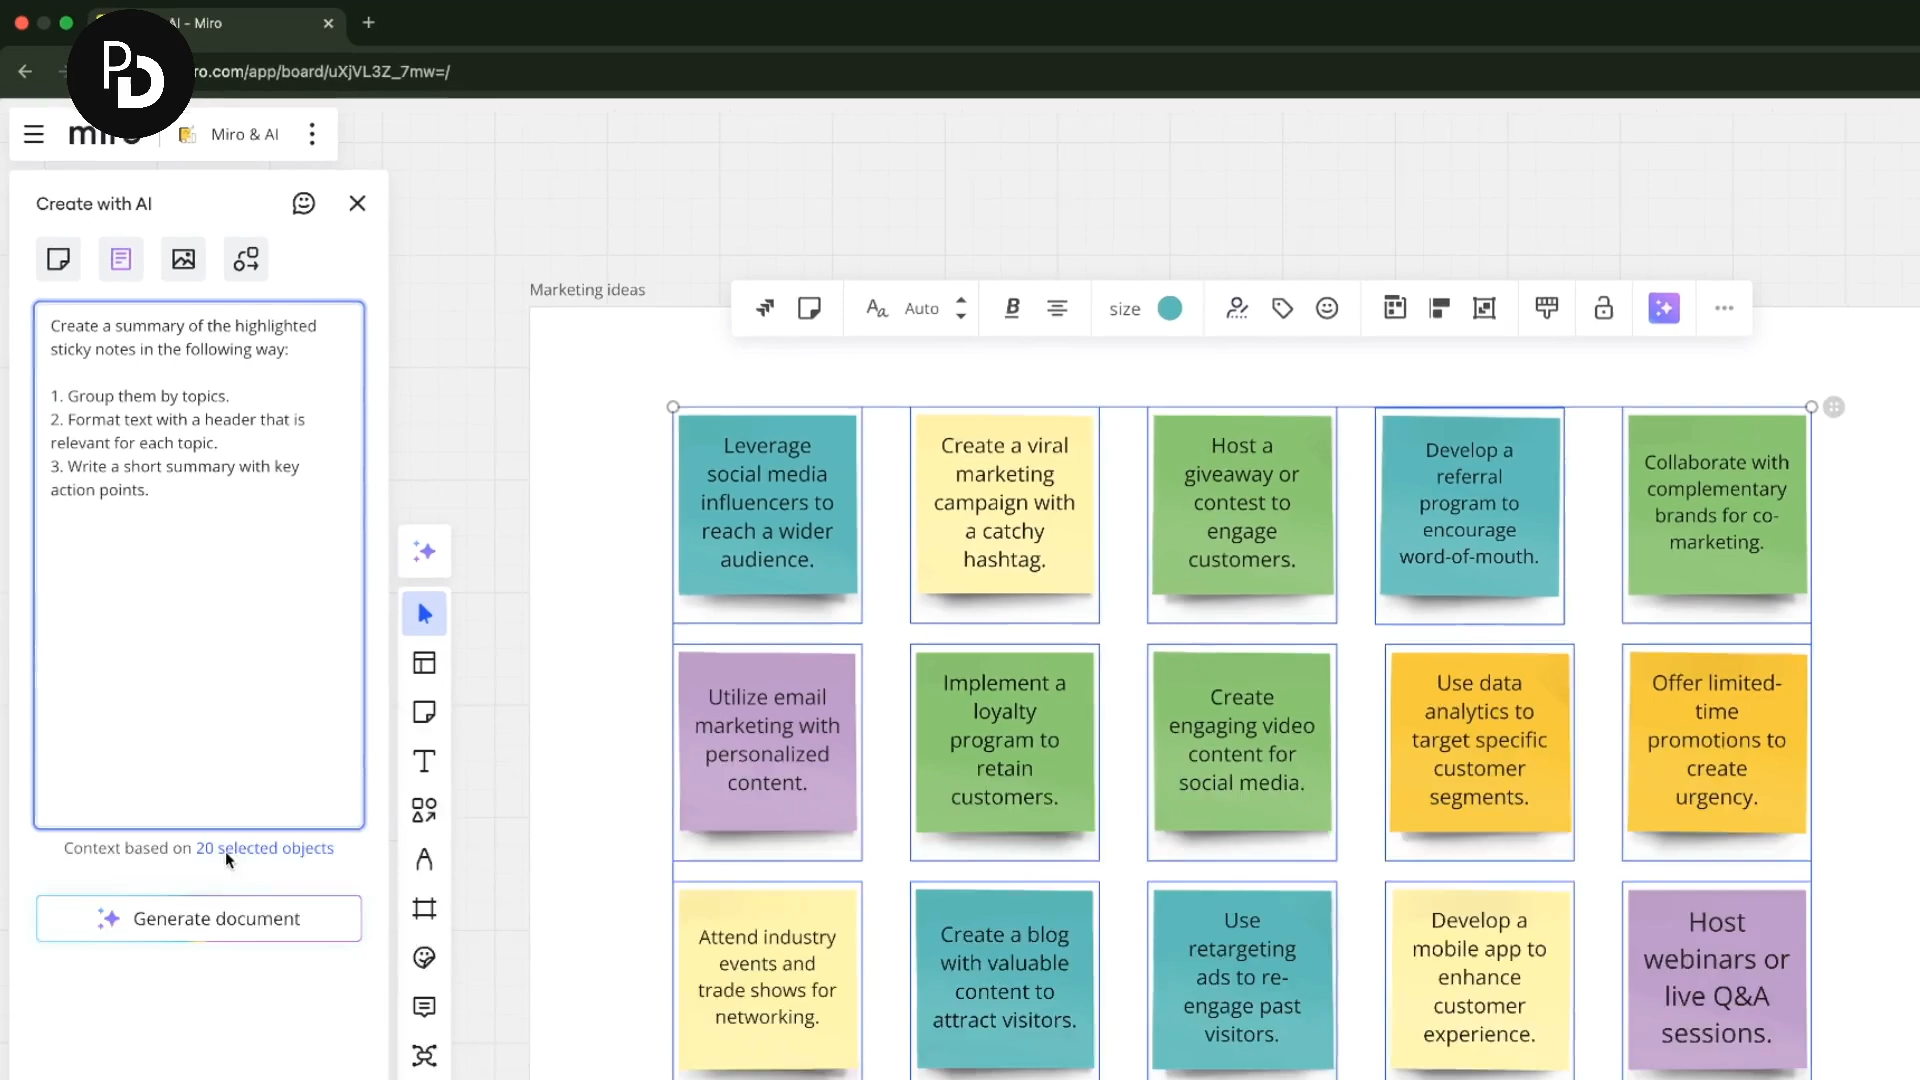 AI - Miro
ro.com/app/board/uXjVL3Z_7mw=/
PD
miro
Miro & AI
Create with AI
Create a summary of the highlighted
sticky notes in the following way:
1. Group them by topics.
2. Format text with a header that is
relevant for each topic.
3. Write a short summary with key
action points.
Context based on 20 selected objects
Generate document
Marketing ideas
Auto
B
size
Leverage
social media
influencers to
reach a wider
audience.
Create a viral
marketing
campaign with
a catchy
hashtag.
Host a
giveaway or
contest to
engage
customers.
Develop a
referral
program to
encourage
word-of-mouth.
Collaborate with
complementary
brands for co-
marketing.
Utilize email
marketing with
personalized
content.
Implement a
loyalty
program to
retain
customers.
Create
engaging video
content for
social media.
Use data
analytics to
target specific
customer
segments.
Offer limited-
time
promotions to
create
urgency.
Attend industry
events and
trade shows for
networking.
Create a blog
with valuable
content to
attract visitors.
Use
retargeting
ads to re-
engage past
visitors.
Develop a
mobile app to
enhance
customer
experience.
Host
webinars or
live Q&A
sessions.